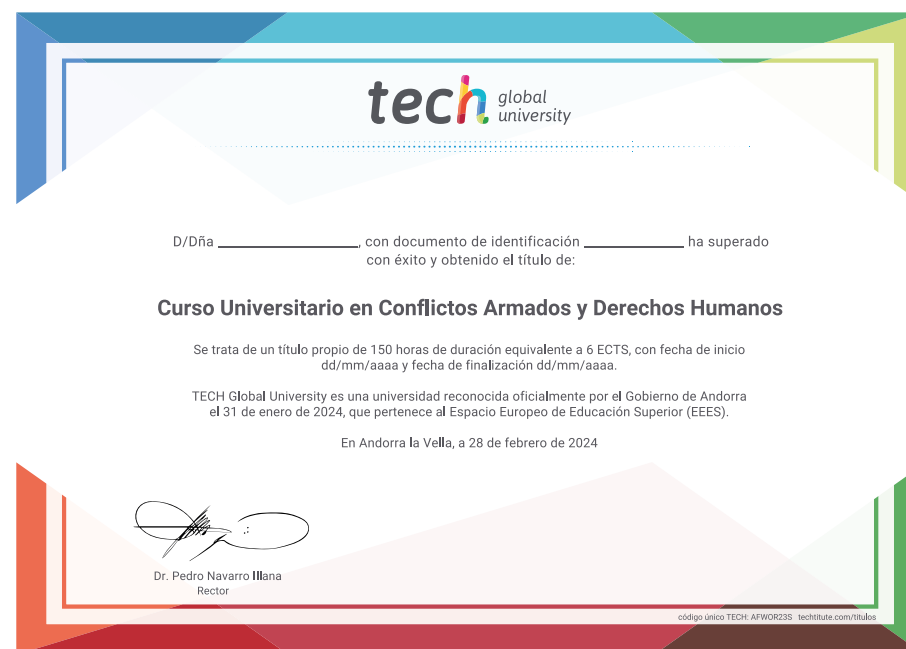 tech global university
D/Dña ____________________, con documento de identificación ______________ ha superado
con éxito y obtenido el título de:
Curso Universitario en Conflictos Armados y Derechos Humanos
Se trata de un título propio de 150 horas de duración equivalente a 6 ECTS, con fecha de inicio
dd/mm/aaaa y fecha de finalización dd/mm/aaaa.
TECH Global University es una universidad reconocida oficialmente por el Gobierno de Andorra
el 31 de enero de 2024, que pertenece al Espacio Europeo de Educación Superior (EEES).
En Andorra la Vella, a 28 de febrero de 2024
Dr. Pedro Navarro Illana
Rector
código único TECH: AFWOR23S techtitute.com/titulos